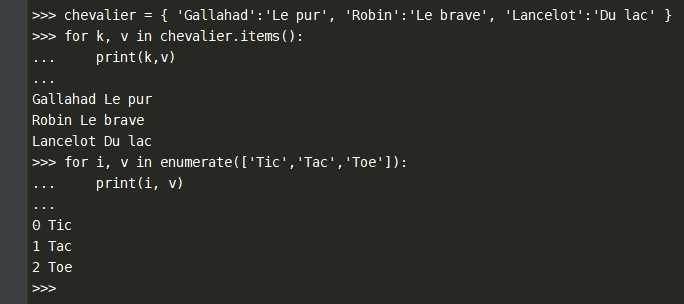 >>> chevalier = { 'Gallahad':'Le pur', 'Robin':'Le brave', 'Lancelot':'Du lac' }
>>> for k, v in chevalier.items():
...     print(k,v)
...
Gallahad Le pur
Robin Le brave
Lancelot Du lac
>>> for i, v in enumerate(['Tic','Tac','Toe']):
...     print(i, v)
...
0 Tic
1 Tac
2 Toe
>>>